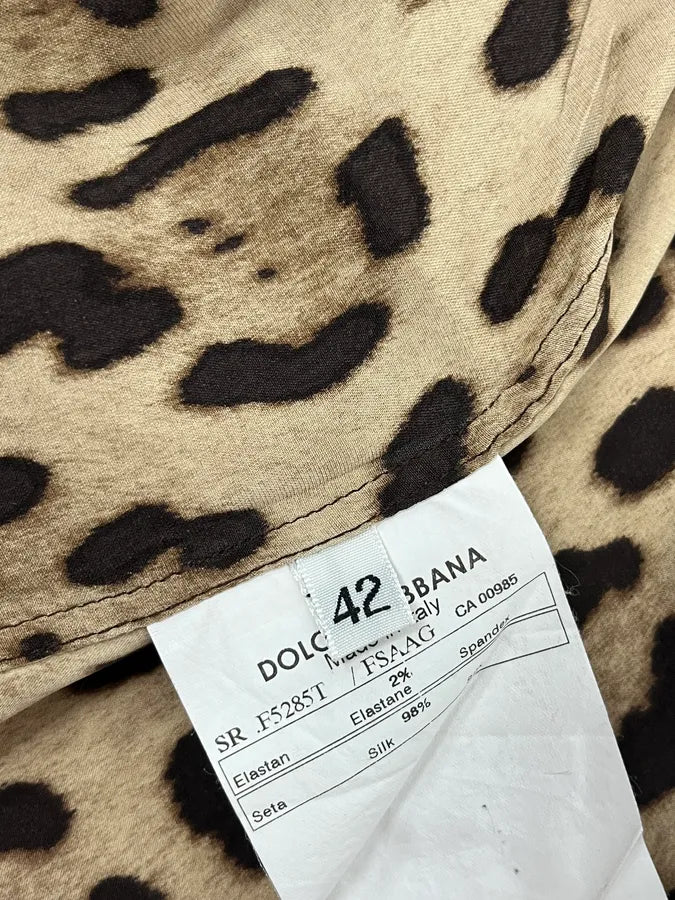 42
DOLC BBANA
Made in Italy
SR .F5285T / FSAAG CA 00985
2%
Elastan Elastane Spandex
98%
Seta Silk